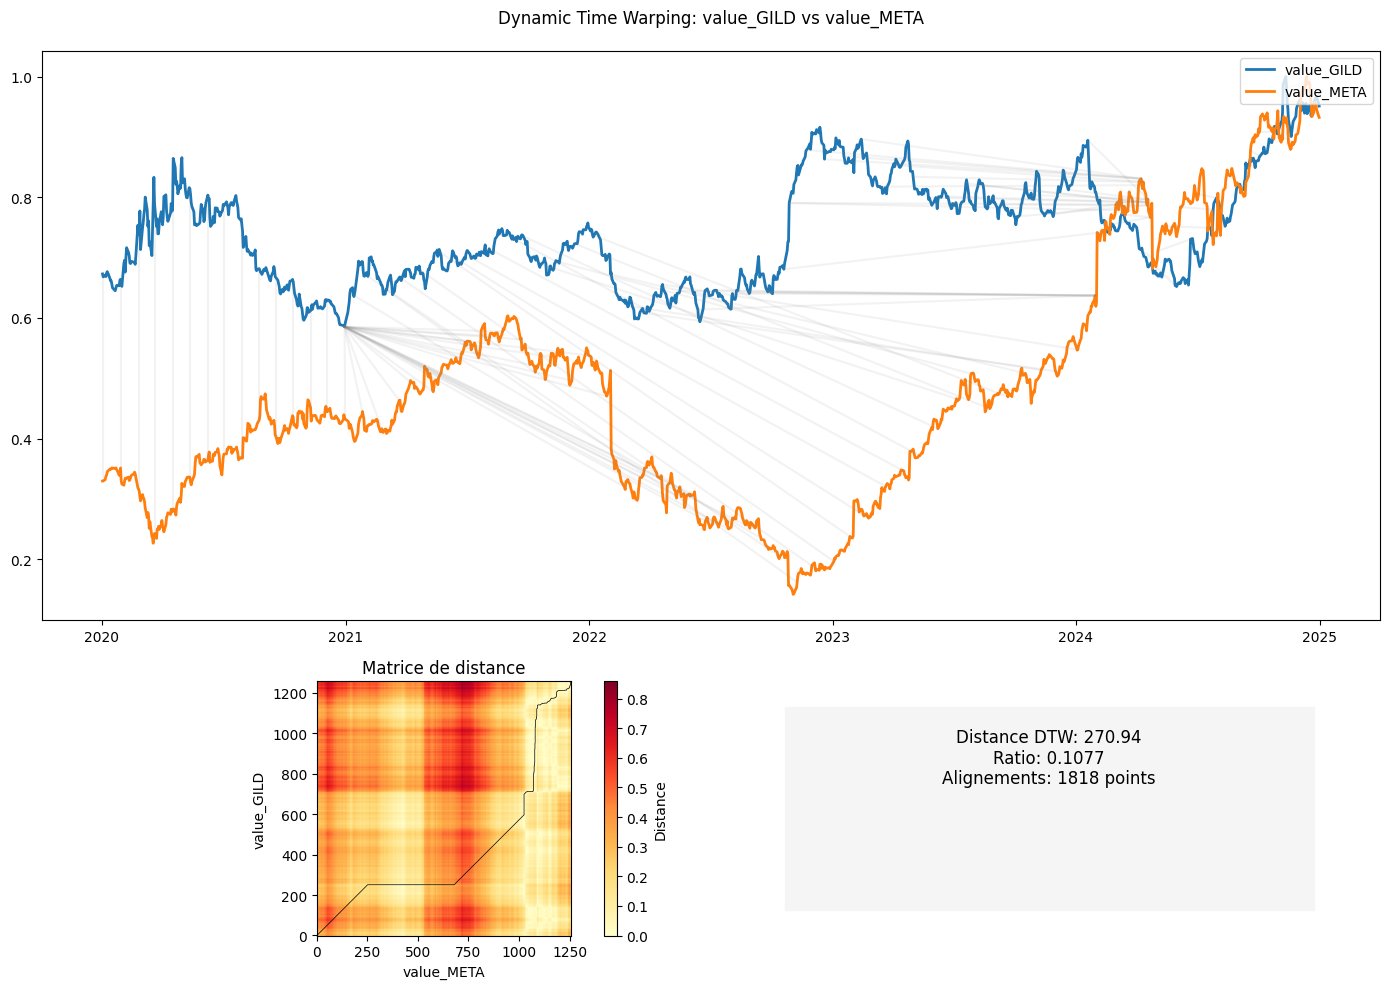 Dynamic Time Warping: value_GILD vs value_META
value_GILD
value_META
1.0
0.8
0.6
0.4
0.2
2020 2021 2022 2023 2024 2025
Matrice de distance
value_GILD
1200
1000
800
600
400
200
0
0 250 500 750 1000 1250
value_META
0.8
0.7
0.6
0.5
0.4
0.3
0.2
0.1
0.0
Distance
Distance DTW: 270.94
Ratio: 0.1077
Alignements: 1818 points